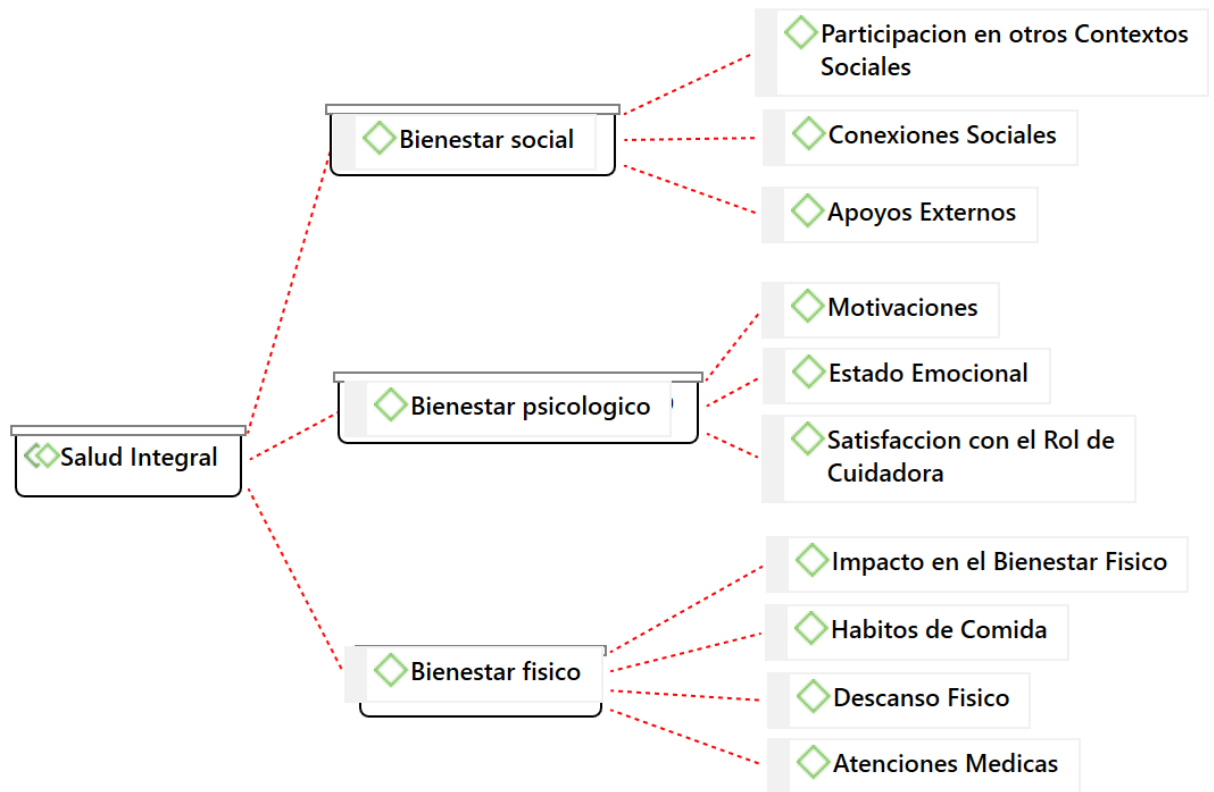 Participacion en otros Contextos
Sociales
Bienestar social
Conexiones Sociales
Apoyos Externos
Motivaciones
Estado Emocional
Bienestar psicologico
Satisfaccion con el Rol de
Cuidadora
Salud Integral
Impacto en el Bienestar Fisico
Habitos de Comida
Bienestar fisico
Descanso Fisico
Atenciones Medicas